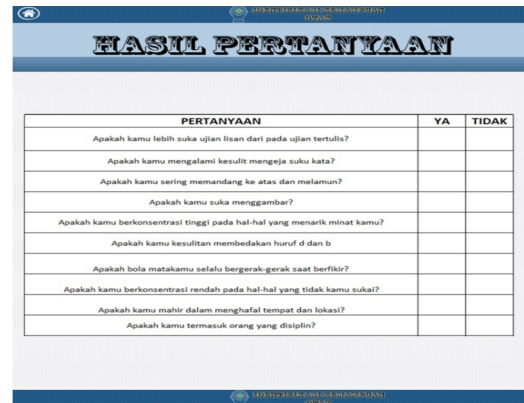 HASIL PERTANYAAN
PERTANYAAN YA TIDAK
Apakah kamu lebih suka ujian lisan dari pada ujian tertulis?
Apakah kamu mengalami kesulit mengeja suku kata?
Apakah kamu sering memandang ke atas dan melamun?
Apakah kamu suka menggambar?
Apakah kamu berkonsentrasi tinggi pada hal-hal yang menarik minat kamu?
Apakah kamu kesulitan membedakan huruf d dan b
Apakah bola matakamu selalu bergerak-gerak saat berfikir?
Apakah kamu berkonsentrasi rendah pada hal-hal yang tidak kamu sukai?
Apakah kamu mahir dalam menghafal tempat dan lokasi?
Apakah kamu termasuk orang yang disiplin?